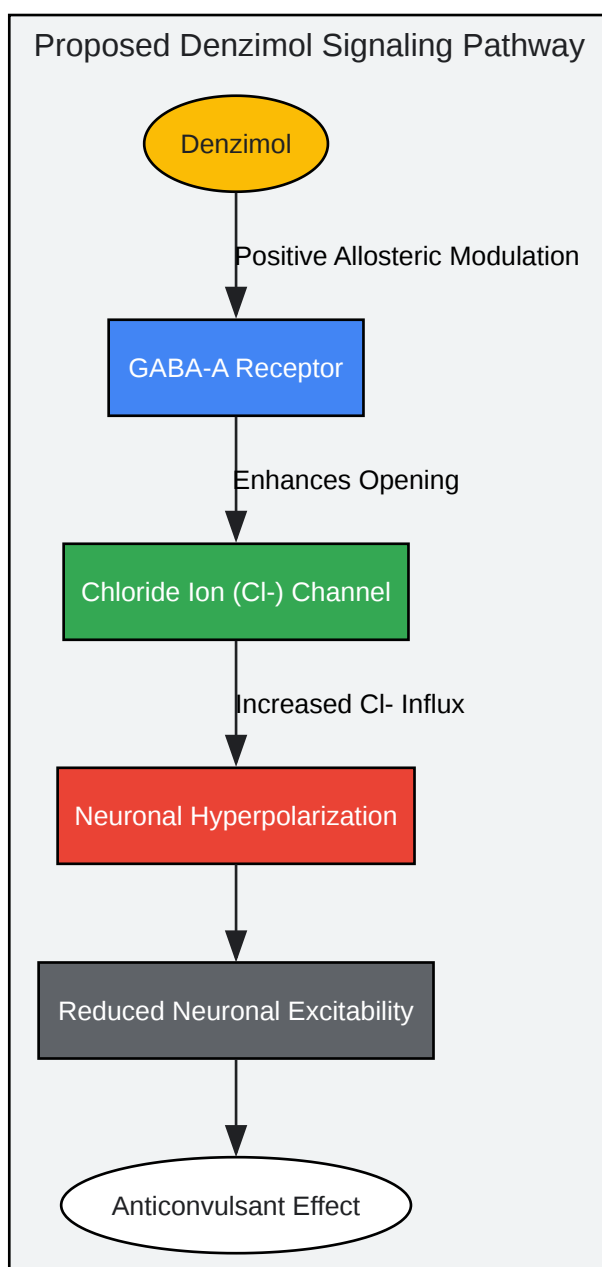 Proposed Denzimol Signaling Pathway
Denzimol
Positive Allosteric Modulation
GABA-A Receptor
Enhances Opening
Chloride Ion (Cl-) Channel
Increased Cl- Influx
Neuronal Hyperpolarization
Reduced Neuronal Excitability
Anticonvulsant Effect